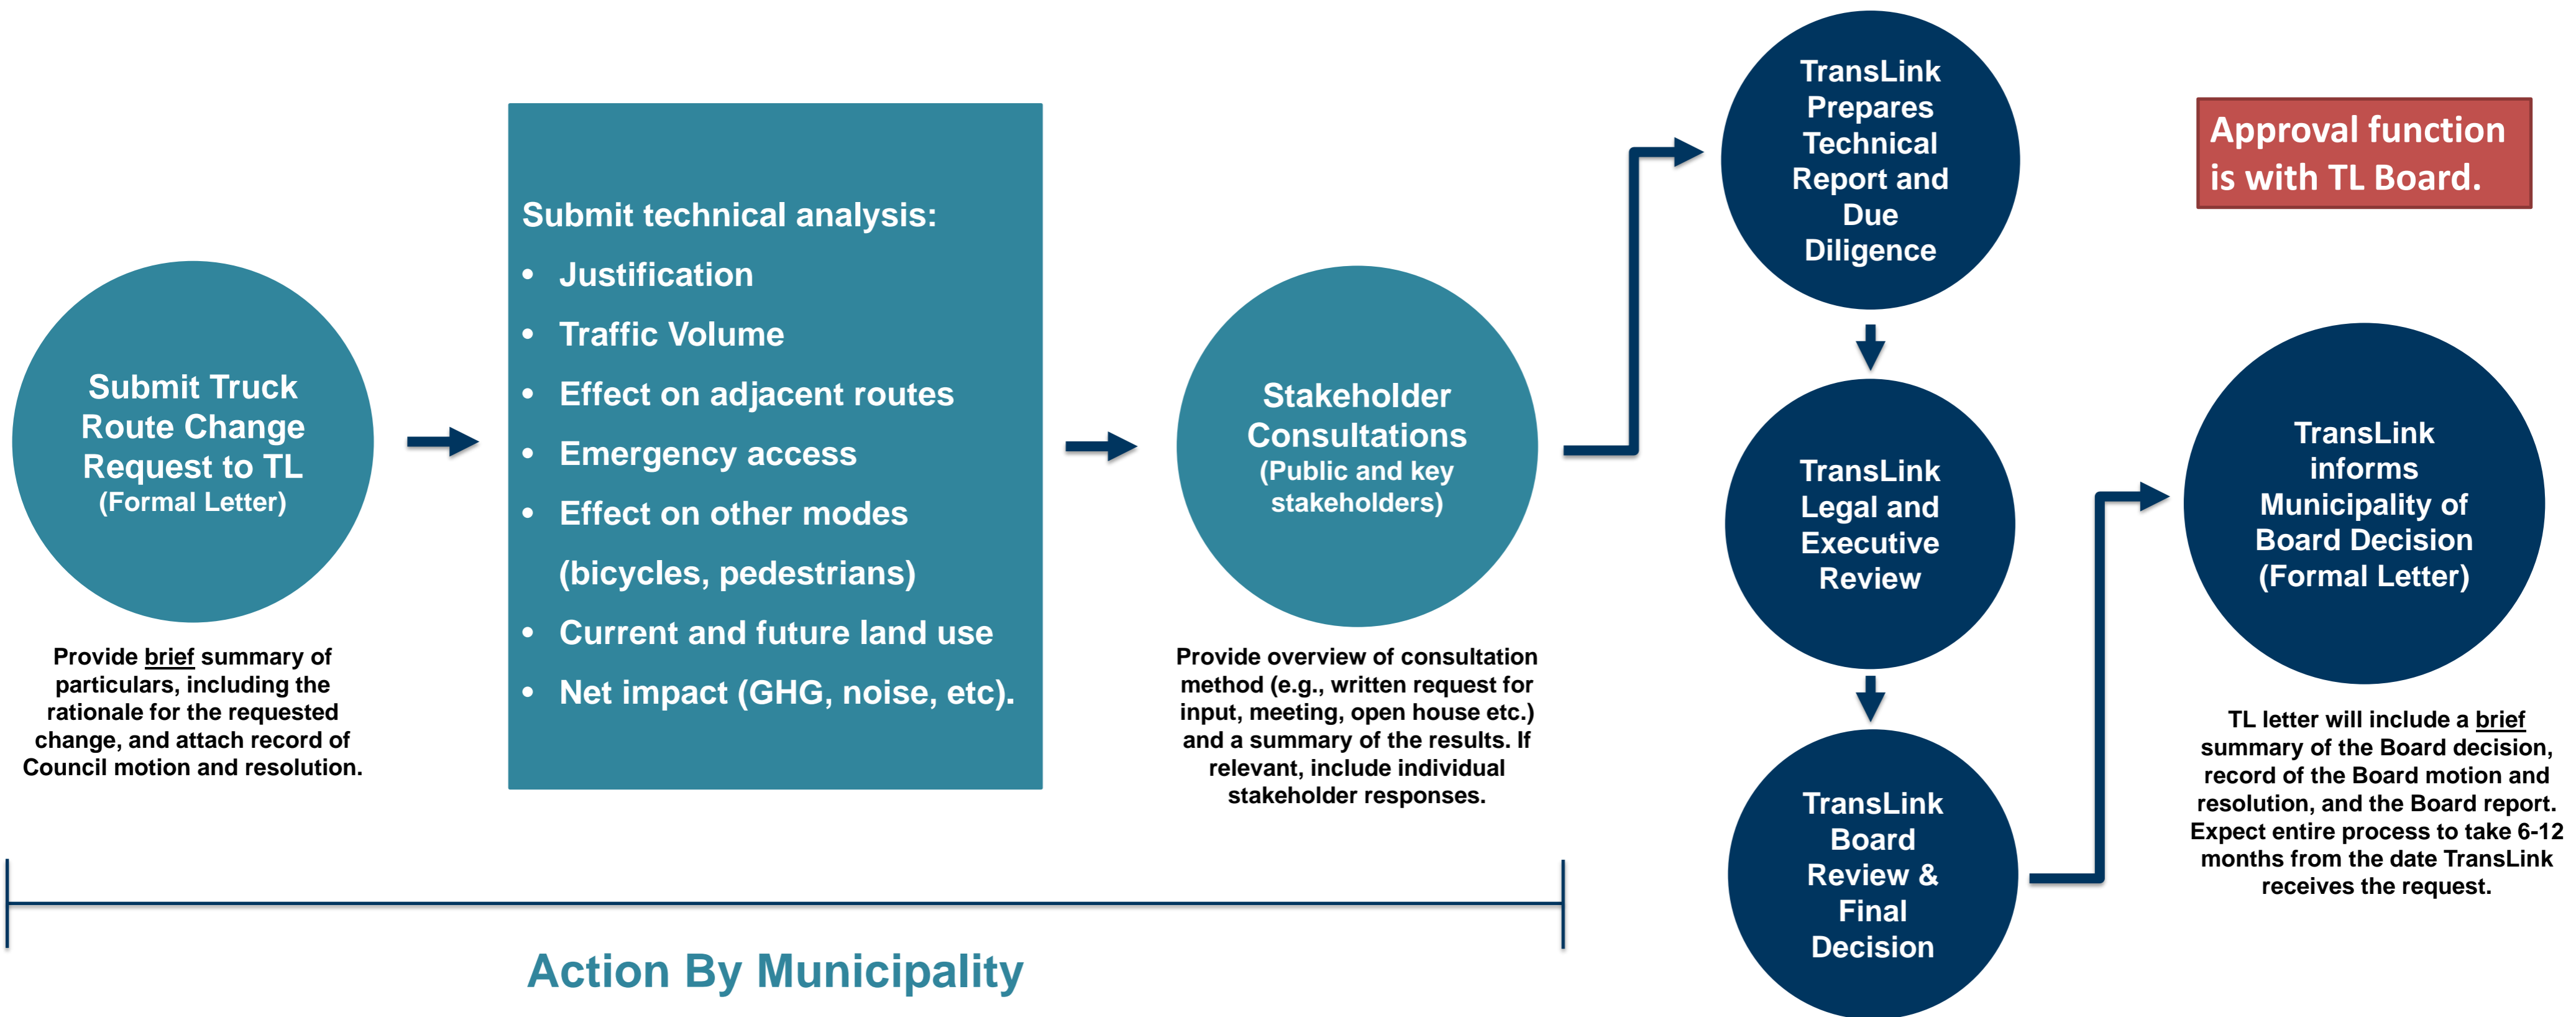 Submit Truck
Route Change
Request to TL
(Formal Letter)
Provide brief summary of
particulars, including the
rationale for the requested
change, and attach record of
Council motion and resolution.
Submit technical analysis:
• Justification
• Traffic Volume
• Effect on adjacent routes
• Emergency access
• Effect on other modes
(bicycles, pedestrians)
• Current and future land use
• Net impact (GHG, noise, etc).
Stakeholder
Consultations
(Public and key
stakeholders)
Provide overview of consultation
method (e.g., written request for
input, meeting, open house etc.)
and a summary of the results. If
relevant, include individual
stakeholder responses.
Action By Municipality
TransLink
Prepares
Technical
Report and
Due
Diligence
TransLink
Legal and
Executive
Review
TransLink
Board
Review &
Final
Decision
Approval function
is with TL Board.
TransLink
informs
Municipality of
Board Decision
(Formal Letter)
TL letter will include a brief
summary of the Board decision,
record of the Board motion and
resolution, and the Board report.
Expect entire process to take 6-12
months from the date TransLink
receives the request.